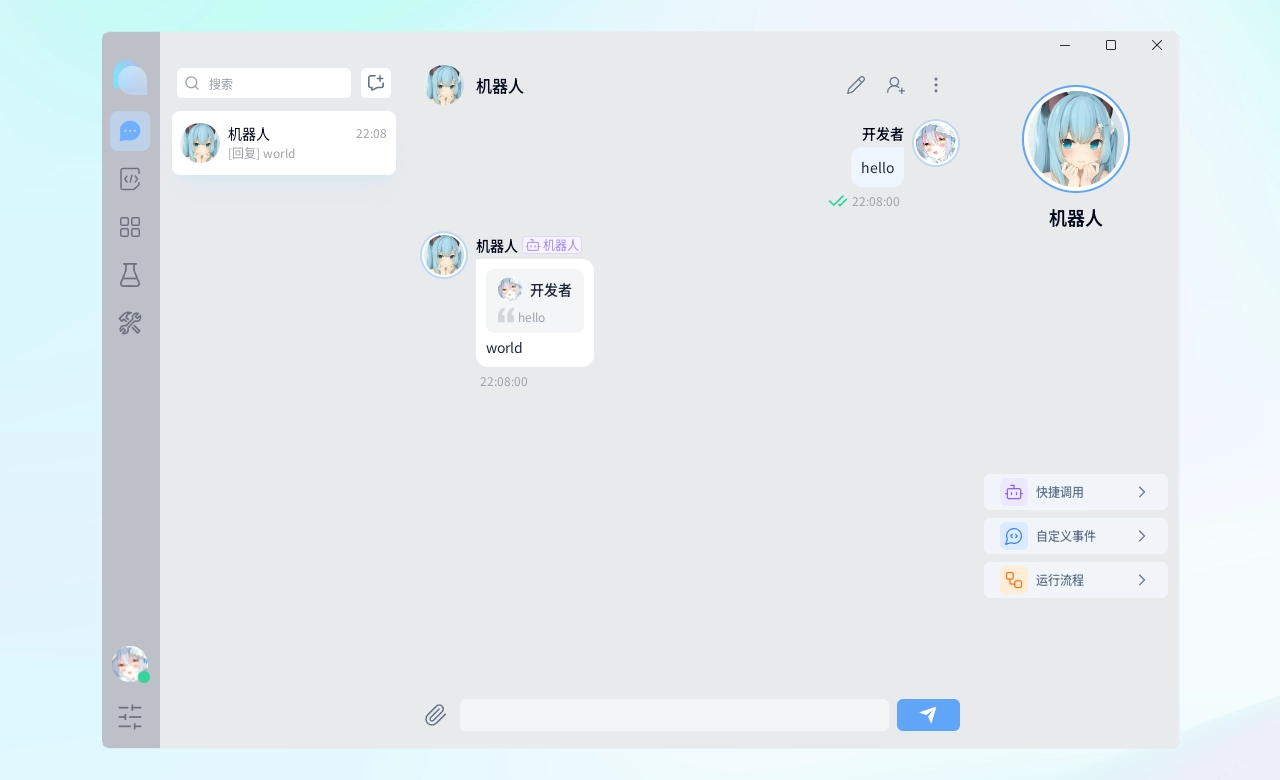 搜索
机器人
22:08
[回复] world
机器人
开发者
hello
22:08:00
机器人 机器人
开发者
hello
world
22:08:00
机器人
快捷调用
自定义事件
运行流程